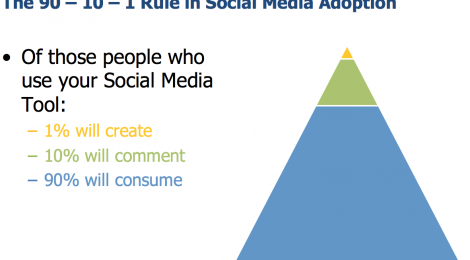 The 90 – 10 – 1 Rule in Social Media Adoption
• Of those people who
use your Social Media
Tool:
– 1% will create
– 10% will comment
– 90% will consume